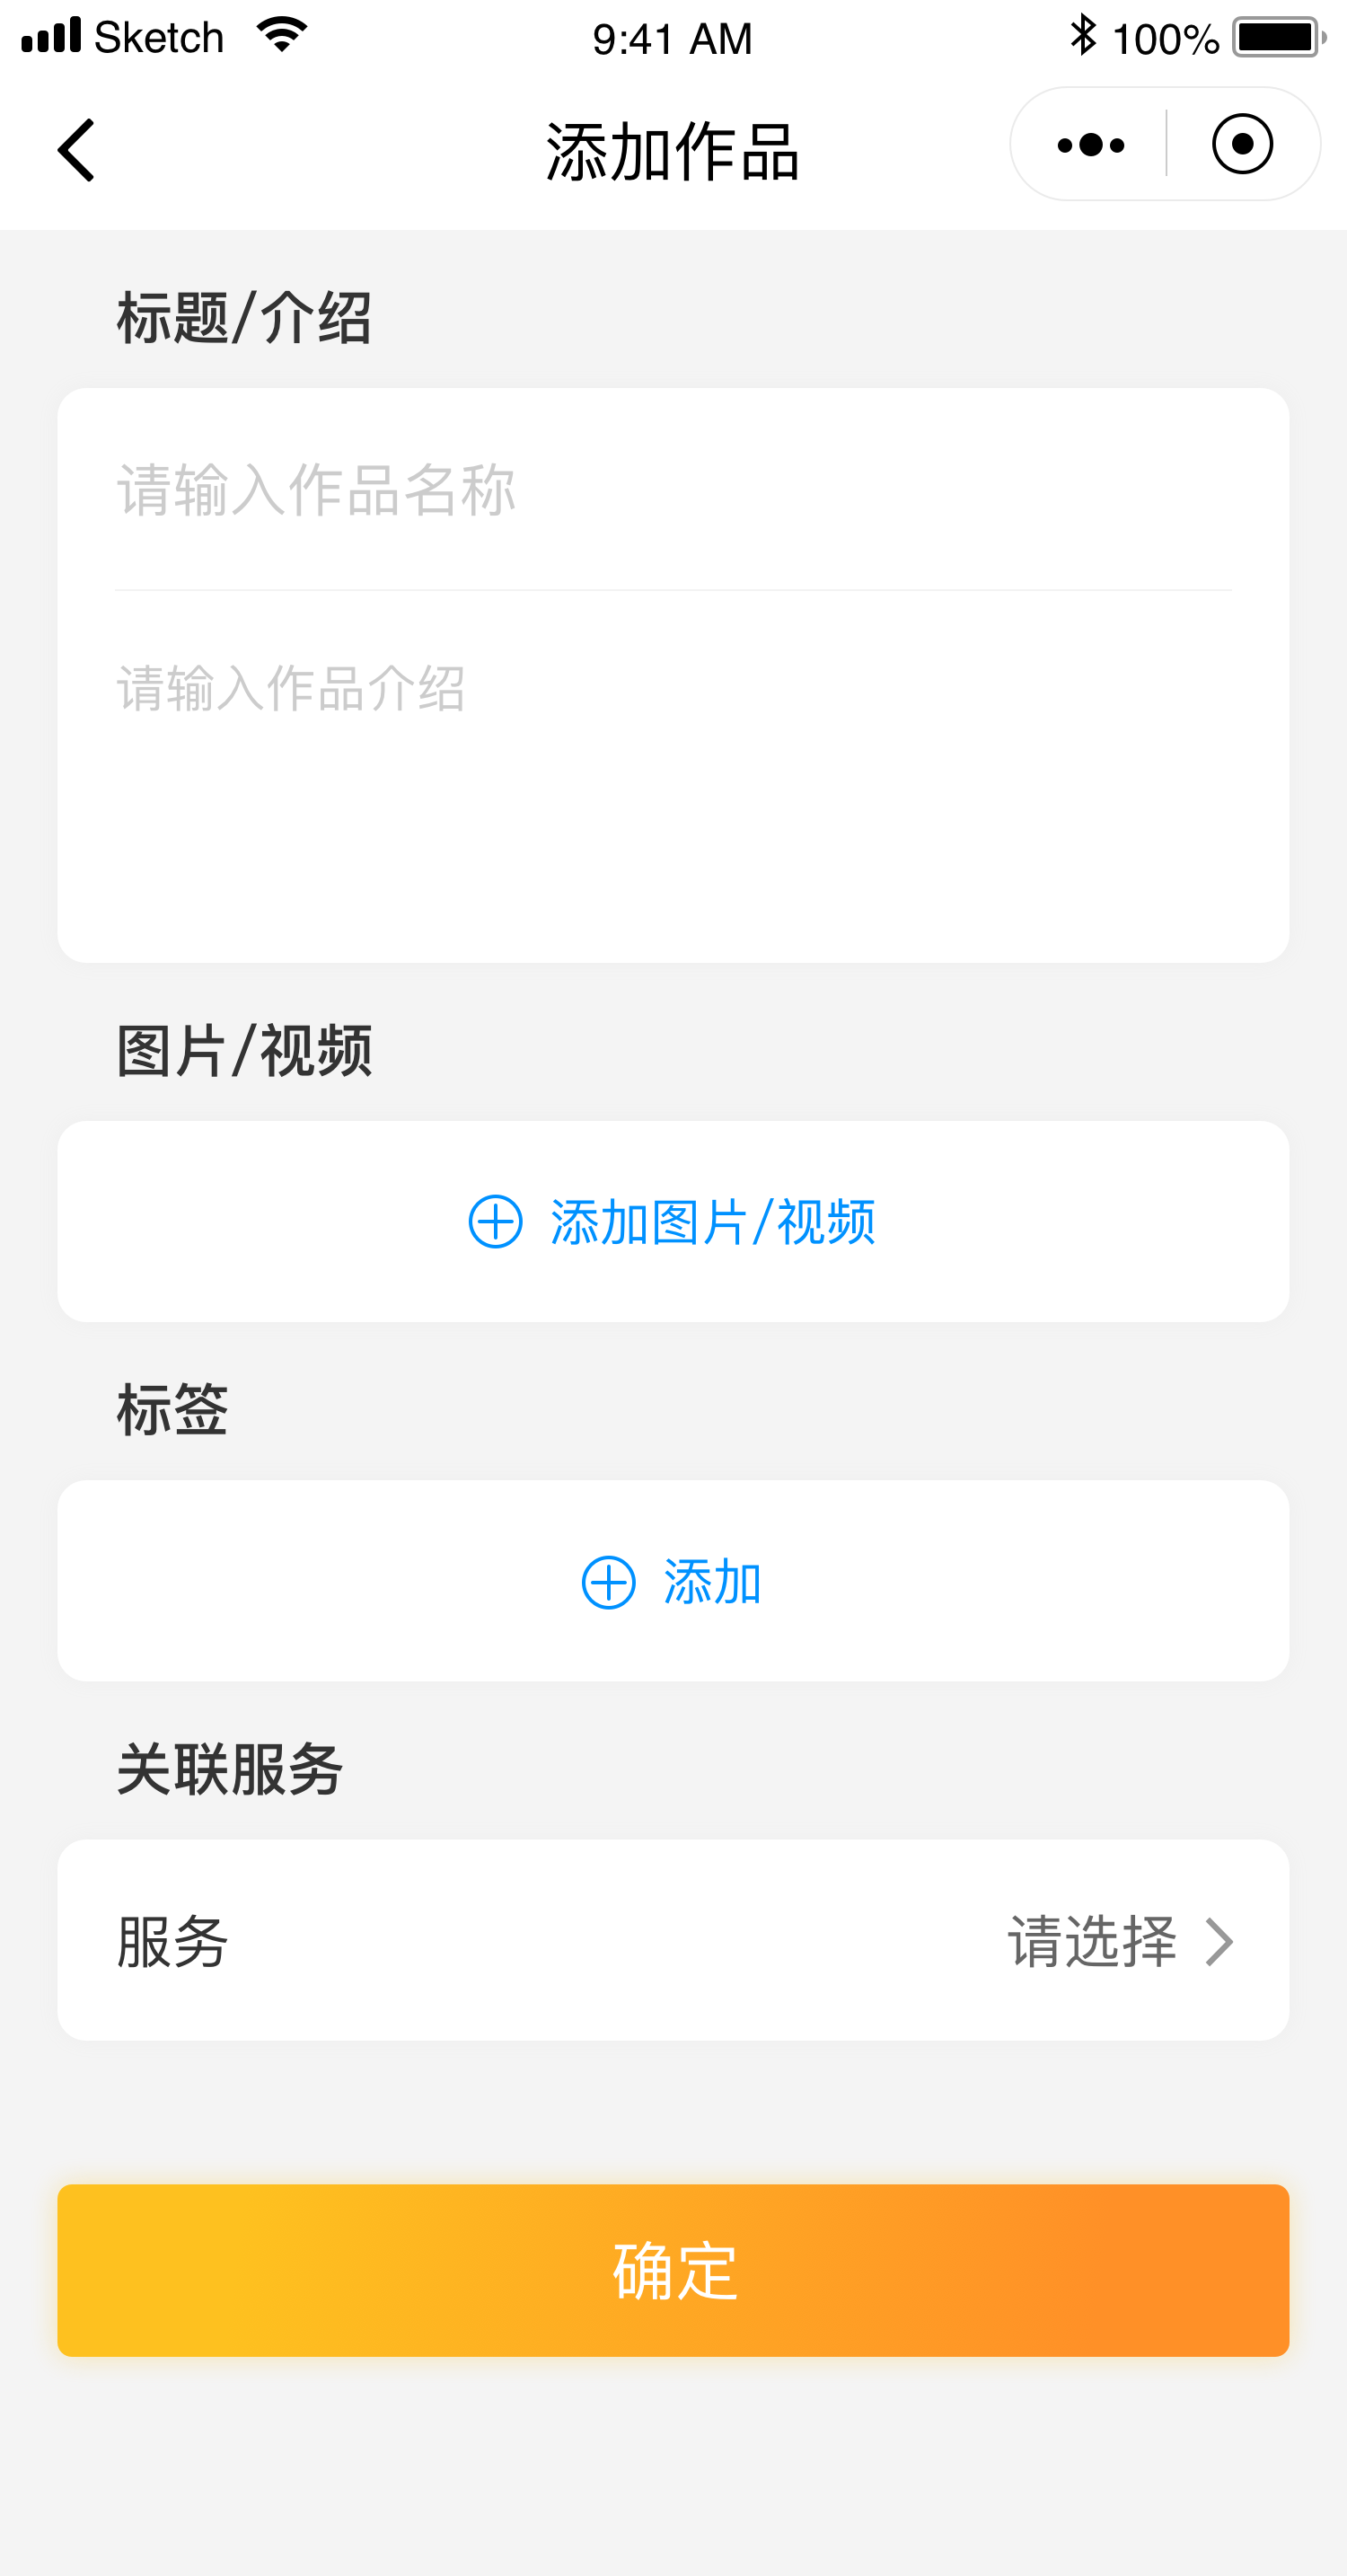 Sketch 9:41 AM 100%
添加作品
标题/介绍
请输入作品名称
请输入作品介绍
图片/视频
添加图片/视频
标签
添加
关联服务
服务 请选择
确定